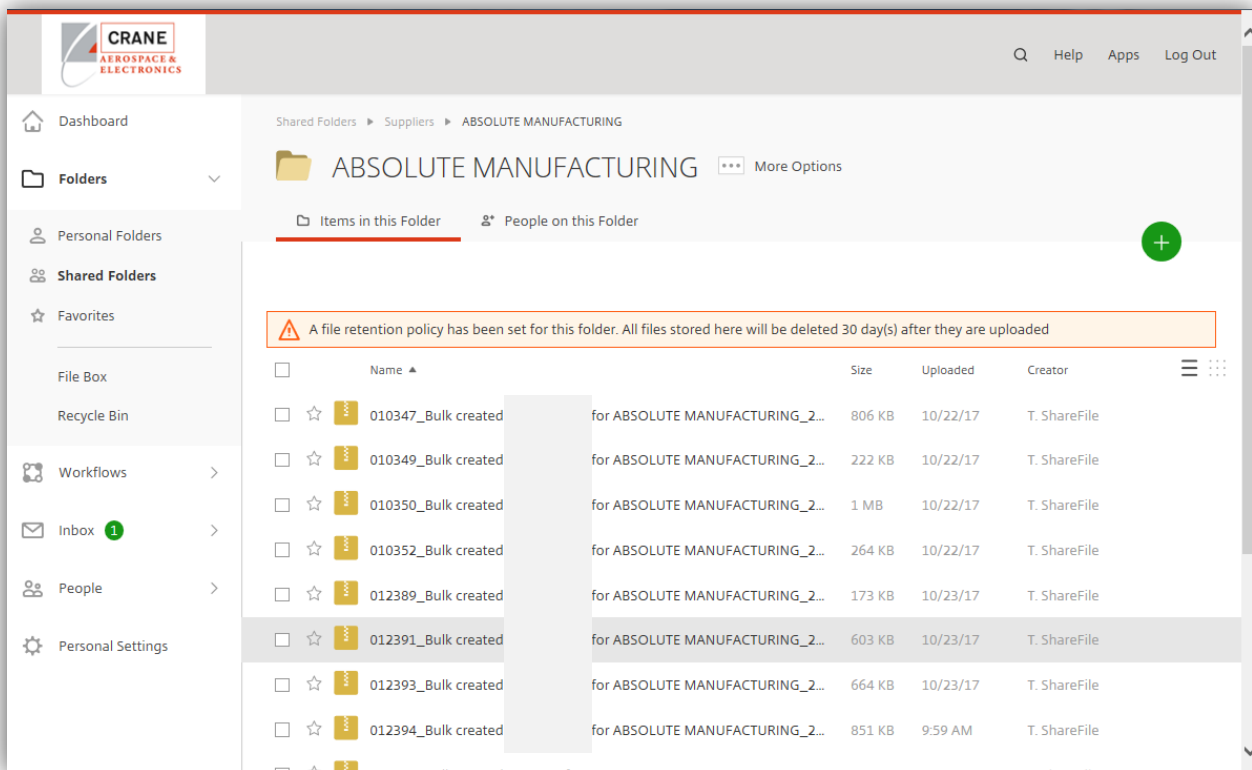 CRANE
AEROSPACE &
ELECTRONICS
Help Apps Log Out
Dashboard
Folders
Personal Folders
Shared Folders
Favorites
File Box
Recycle Bin
Workflows
Inbox 1
People
Personal Settings
Shared Folders ▶ Suppliers ▶ ABSOLUTE MANUFACTURING
ABSOLUTE MANUFACTURING ••• More Options
Items in this Folder People on this Folder
+
A file retention policy has been set for this folder. All files stored here will be deleted 30 day(s) after they are uploaded
Name ▲ Size Uploaded Creator
010347_Bulk created for ABSOLUTE MANUFACTURING_2... 806 KB 10/22/17 T. ShareFile
010349_Bulk created for ABSOLUTE MANUFACTURING_2... 222 KB 10/22/17 T. ShareFile
010350_Bulk created for ABSOLUTE MANUFACTURING_2... 1 MB 10/22/17 T. ShareFile
010352_Bulk created for ABSOLUTE MANUFACTURING_2... 264 KB 10/22/17 T. ShareFile
012389_Bulk created for ABSOLUTE MANUFACTURING_2... 173 KB 10/23/17 T. ShareFile
012391_Bulk created for ABSOLUTE MANUFACTURING_2... 603 KB 10/23/17 T. ShareFile
012393_Bulk created for ABSOLUTE MANUFACTURING_2... 664 KB 10/23/17 T. ShareFile
012394_Bulk created for ABSOLUTE MANUFACTURING_2... 851 KB 9:59 AM T. ShareFile